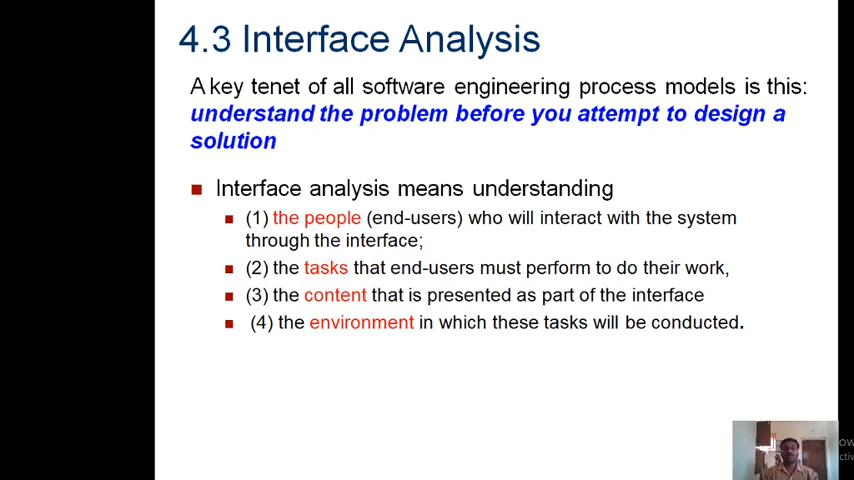 4.3 Interface Analysis
A key tenet of all software engineering process models is this:
understand the problem before you attempt to design a
solution
Interface analysis means understanding
(1) the people (end-users) who will interact with the system
through the interface;
(2) the tasks that end-users must perform to do their work,
(3) the content that is presented as part of the interface
(4) the environment in which these tasks will be conducted.